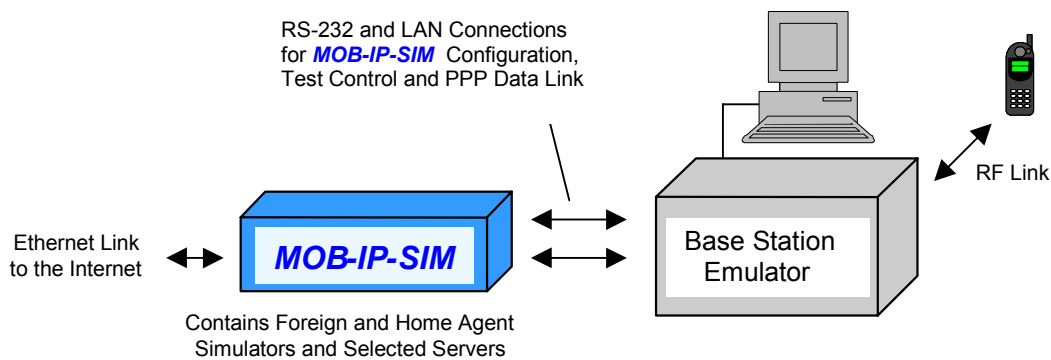 RS-232 and LAN Connections
for MOB-IP-SIM Configuration,
Test Control and PPP Data Link
RF Link
Ethernet Link
to the Internet
MOB-IP-SIM
Base Station
Emulator
Contains Foreign and Home Agent
Simulators and Selected Servers